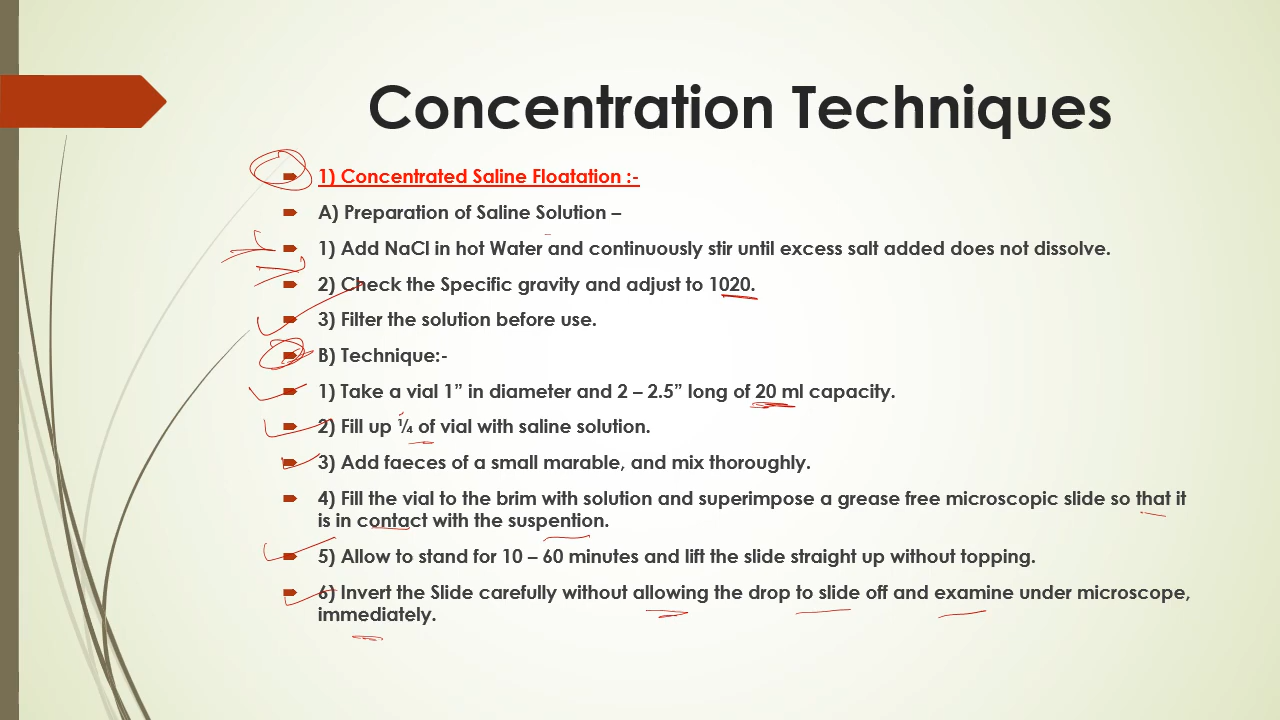 Concentration Techniques
1) Concentrated Saline Floatation :-
A) Preparation of Saline Solution –
1) Add NaCl in hot Water and continuously stir until excess salt added does not dissolve.
2) Check the Specific gravity and adjust to 1020.
3) Filter the solution before use.
B) Technique:-
1) Take a vial 1” in diameter and 2 – 2.5” long of 20 ml capacity.
2) Fill up ¼ of vial with saline solution.
3) Add faeces of a small marable, and mix thoroughly.
4) Fill the vial to the brim with solution and superimpose a grease free microscopic slide so that it
is in contact with the suspention.
5) Allow to stand for 10 – 60 minutes and lift the slide straight up without topping.
6) Invert the Slide carefully without allowing the drop to slide off and examine under microscope,
immediately.